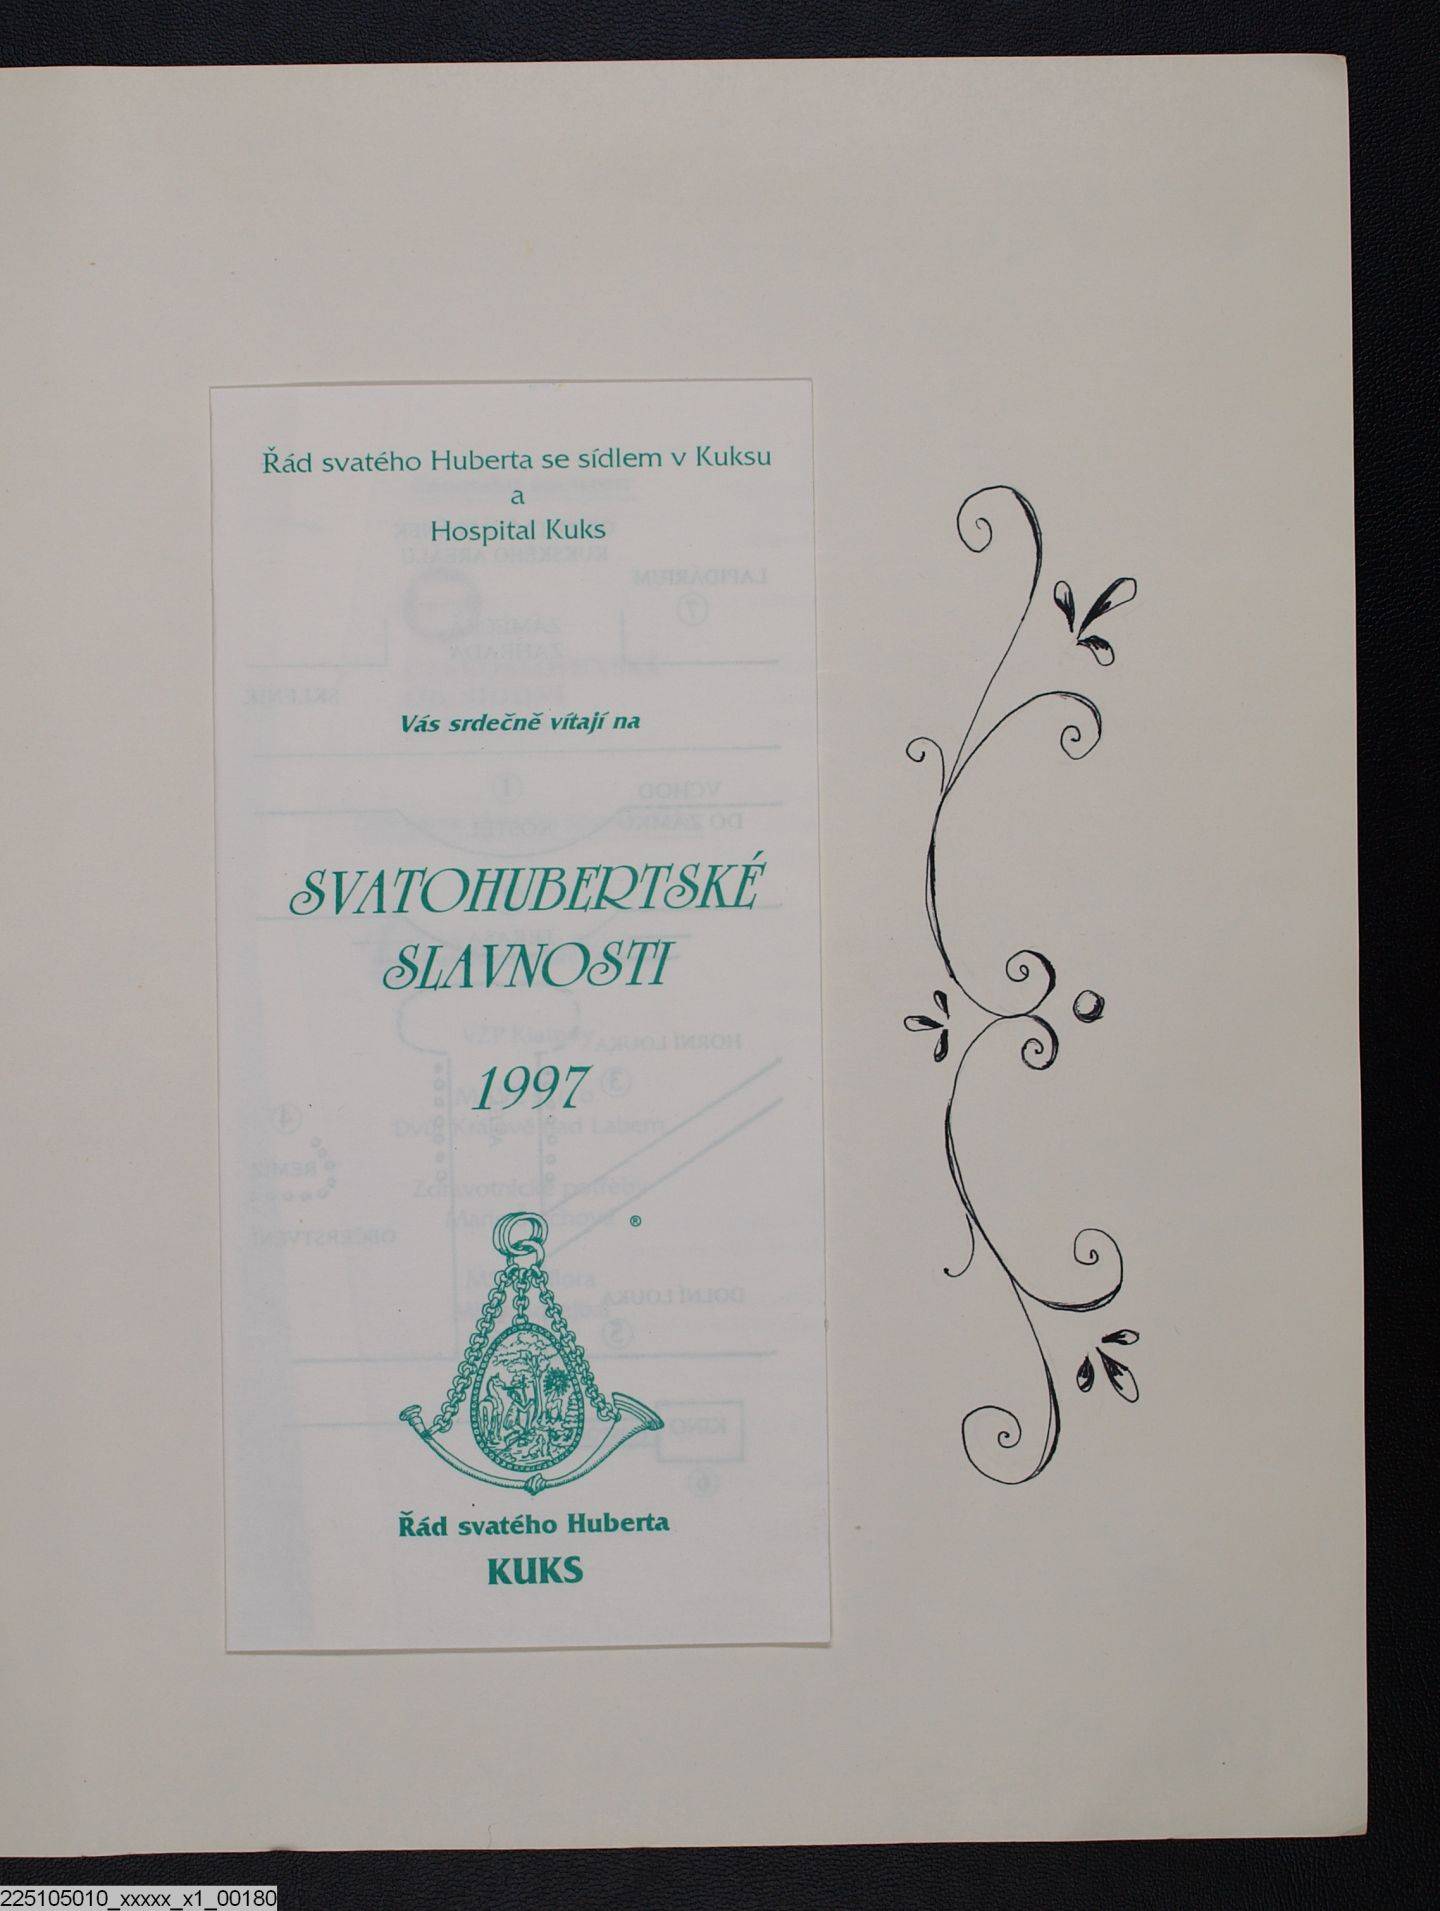 Řád svatého Huberta se sídlem v Kuksu
a
Hospital Kuks
Vás srdečně vítají na
SVATOHUBERTSKÉ
SLAVNOSTI
1997
®
Řád svatého Huberta
KUKS
225105010_xxxxx_x1_00180